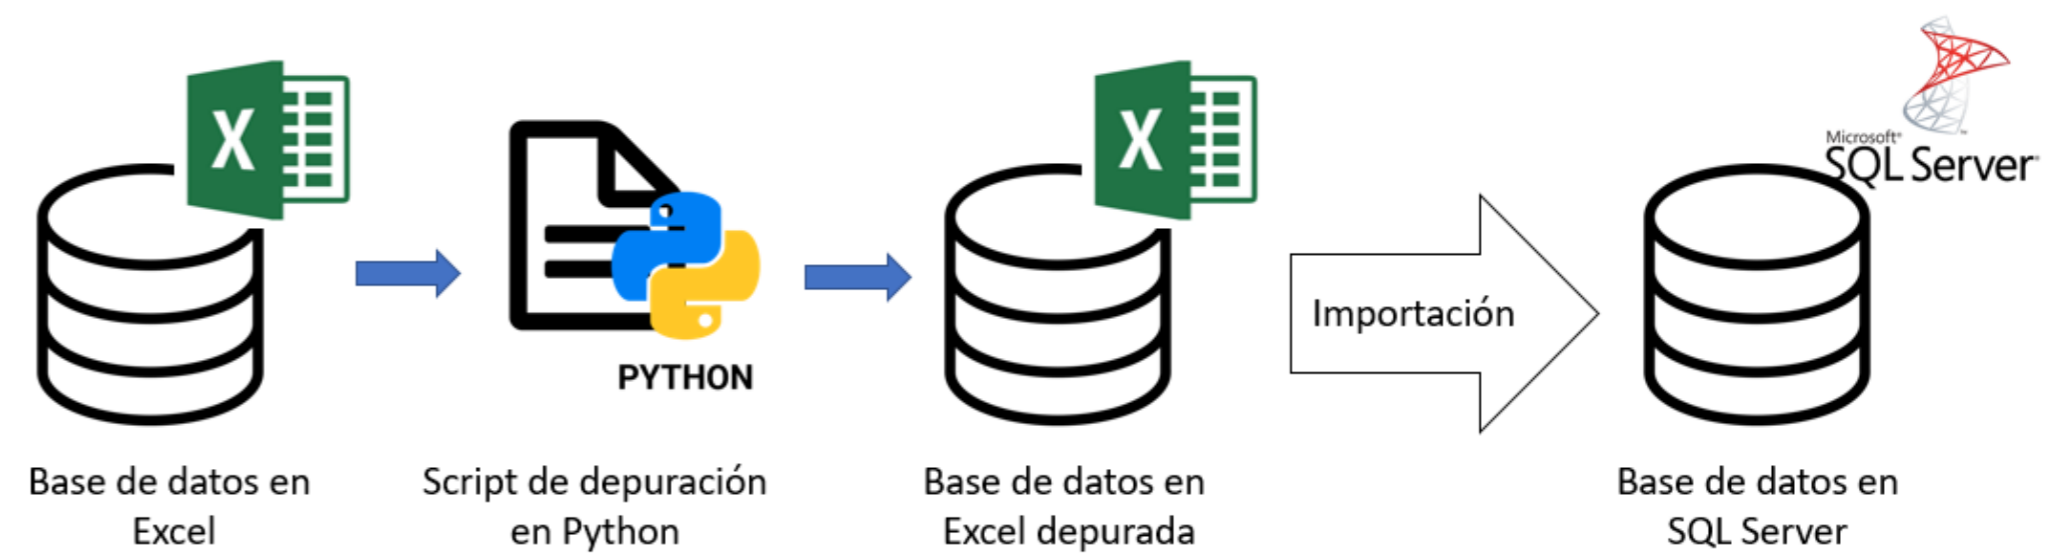 X
X
Microsoft
SQL Server
Importación
PYTHON
Base de datos en
Excel
Script de depuración
en Python
Base de datos en
Excel depurada
Base de datos en
SQL Server